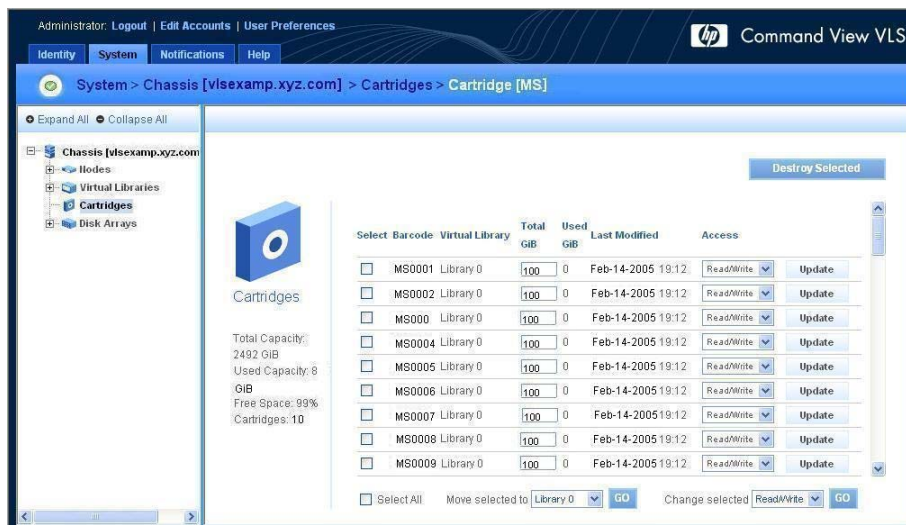 Administrator: Logout | Edit Accounts | User Preferences
hp Command View VLS
Identity System Notifications Help
System > Chassis [vlsexamp.xyz.com] > Cartridges > Cartridge [MS]
Expand All Collapse All
Chassis [vlsexamp.xyz.com
Nodes
Virtual Libraries
Cartridges
Disk Arrays
Cartridges
Total Capacity:
2492 GiB
Used Capacity: 8
GiB
Free Space: 99%
Cartridges: 10
Destroy Selected
Select Barcode Virtual Library Total GiB Used GiB Last Modified Access
MS0001 Library 0 100 0 Feb-14-2005 19:12 Read/Write Update
MS0002 Library 0 100 0 Feb-14-2005 19:12 Read/Write Update
MS000 Library 0 100 0 Feb-14-2005 19:12 Read/Write Update
MS0004 Library 0 100 0 Feb-14-2005 19:12 Read/Write Update
MS0005 Library 0 100 0 Feb-14-2005 19:12 Read/Write Update
MS0006 Library 0 100 0 Feb-14-2005 19:12 Read/Write Update
MS0007 Library 0 100 0 Feb-14-2005 19:12 Read/Write Update
MS0008 Library 0 100 0 Feb-14-2005 19:12 Read/Write Update
MS0009 Library 0 100 0 Feb-14-2005 19:12 Read/Write Update
Select All Move selected to Library 0 GO Change selected Read/Write GO